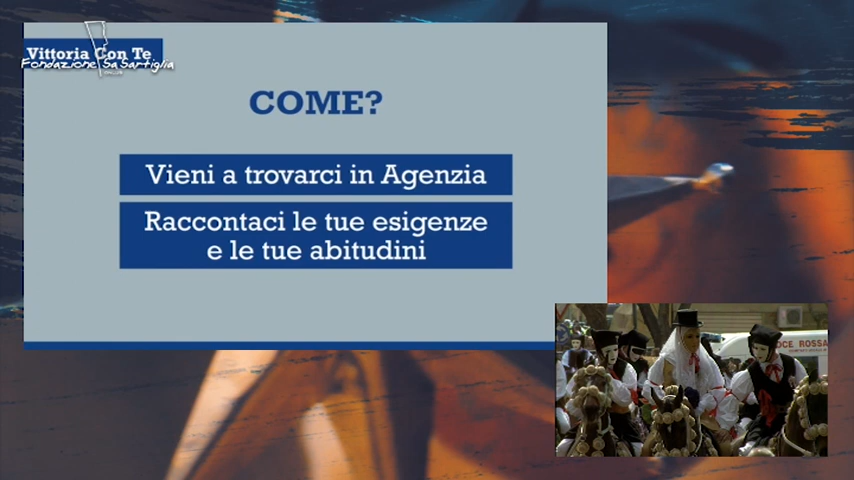 Vittoria Con Te
Fondazione Sa Sartiglia
COME?
Vieni a trovarci in Agenzia
Raccontaci le tue esigenze
e le tue abitudini
OCE ROSSA